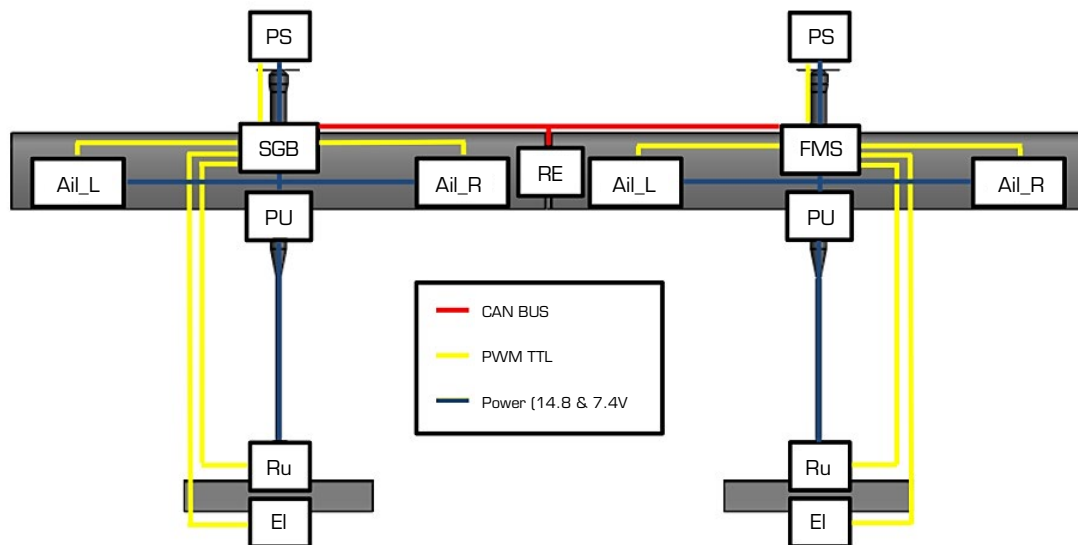 PS
PS
SGB
FMS
Ail_L
Ail_R
RE
Ail_L
Ail_R
PU
PU
CAN BUS
PWM TTL
Power (14.8 & 7.4V
Ru
Ru
El
El